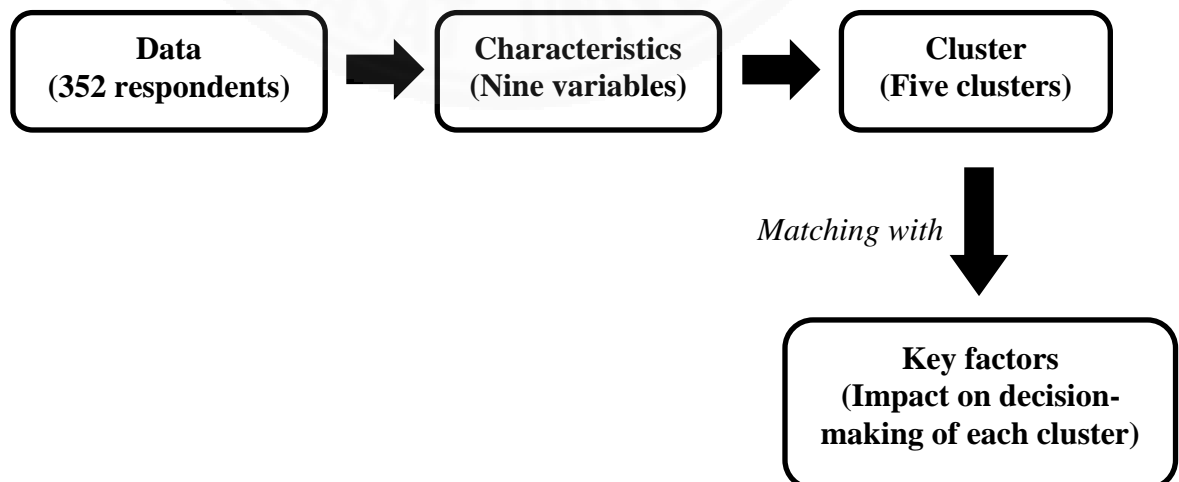 Data
(352 respondents)
Characteristics
(Nine variables)
Cluster
(Five clusters)
Matching with
Key factors
(Impact on decision-
making of each cluster)